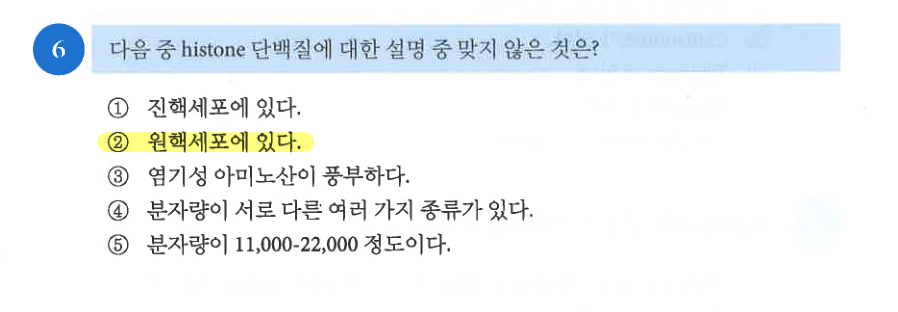 6 다음 중 histone 단백질에 대한 설명 중 맞지 않은 것은?
① 진핵세포에 있다.
② 원핵세포에 있다.
③ 염기성 아미노산이 풍부하다.
④ 분자량이 서로 다른 여러 가지 종류가 있다.
⑤ 분자량이 11,000-22,000 정도이다.